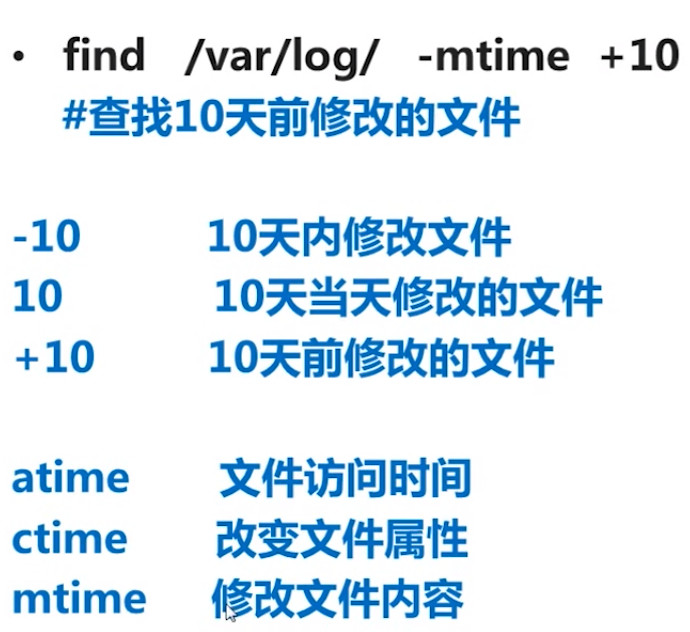 • find /var/log/ -mtime +10
#查找10天前修改的文件
-10 10天内修改文件
10 10天当天修改的文件
+10 10天前修改的文件
atime 文件访问时间
ctime 改变文件属性
mtime 修改文件内容